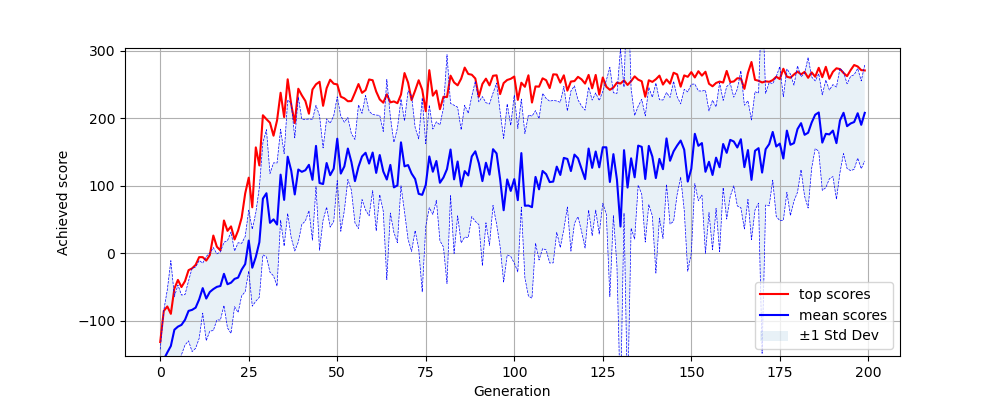 300
200
100
0
−100
Achieved score
0 25 50 75 100 125 150 175 200
Generation
top scores
mean scores
±1 Std Dev